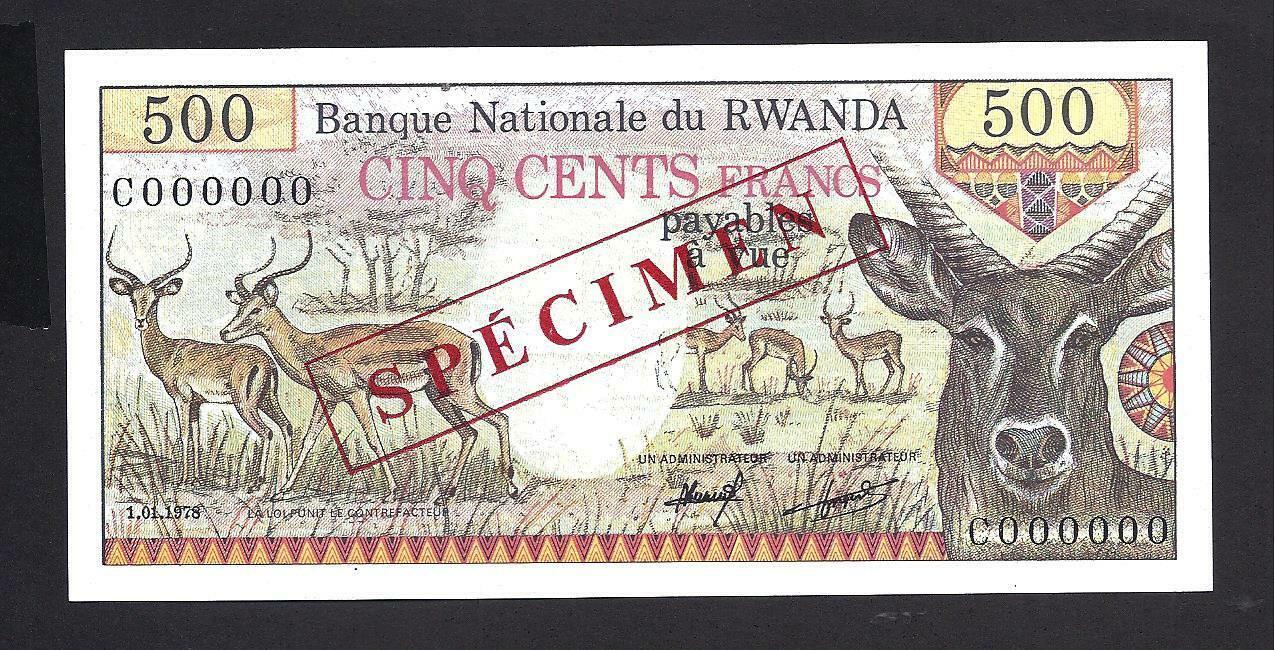 500
Banque Nationale du RWANDA
500
C000000
CINQ CENTS FRANCS
payables
à vue
SPÉCIMEN
UN ADMINISTRATEUR UN ADMINISTRATEUR
1.01.1978 LA LOI PUNIT LE CONTREFACTEUR
C000000